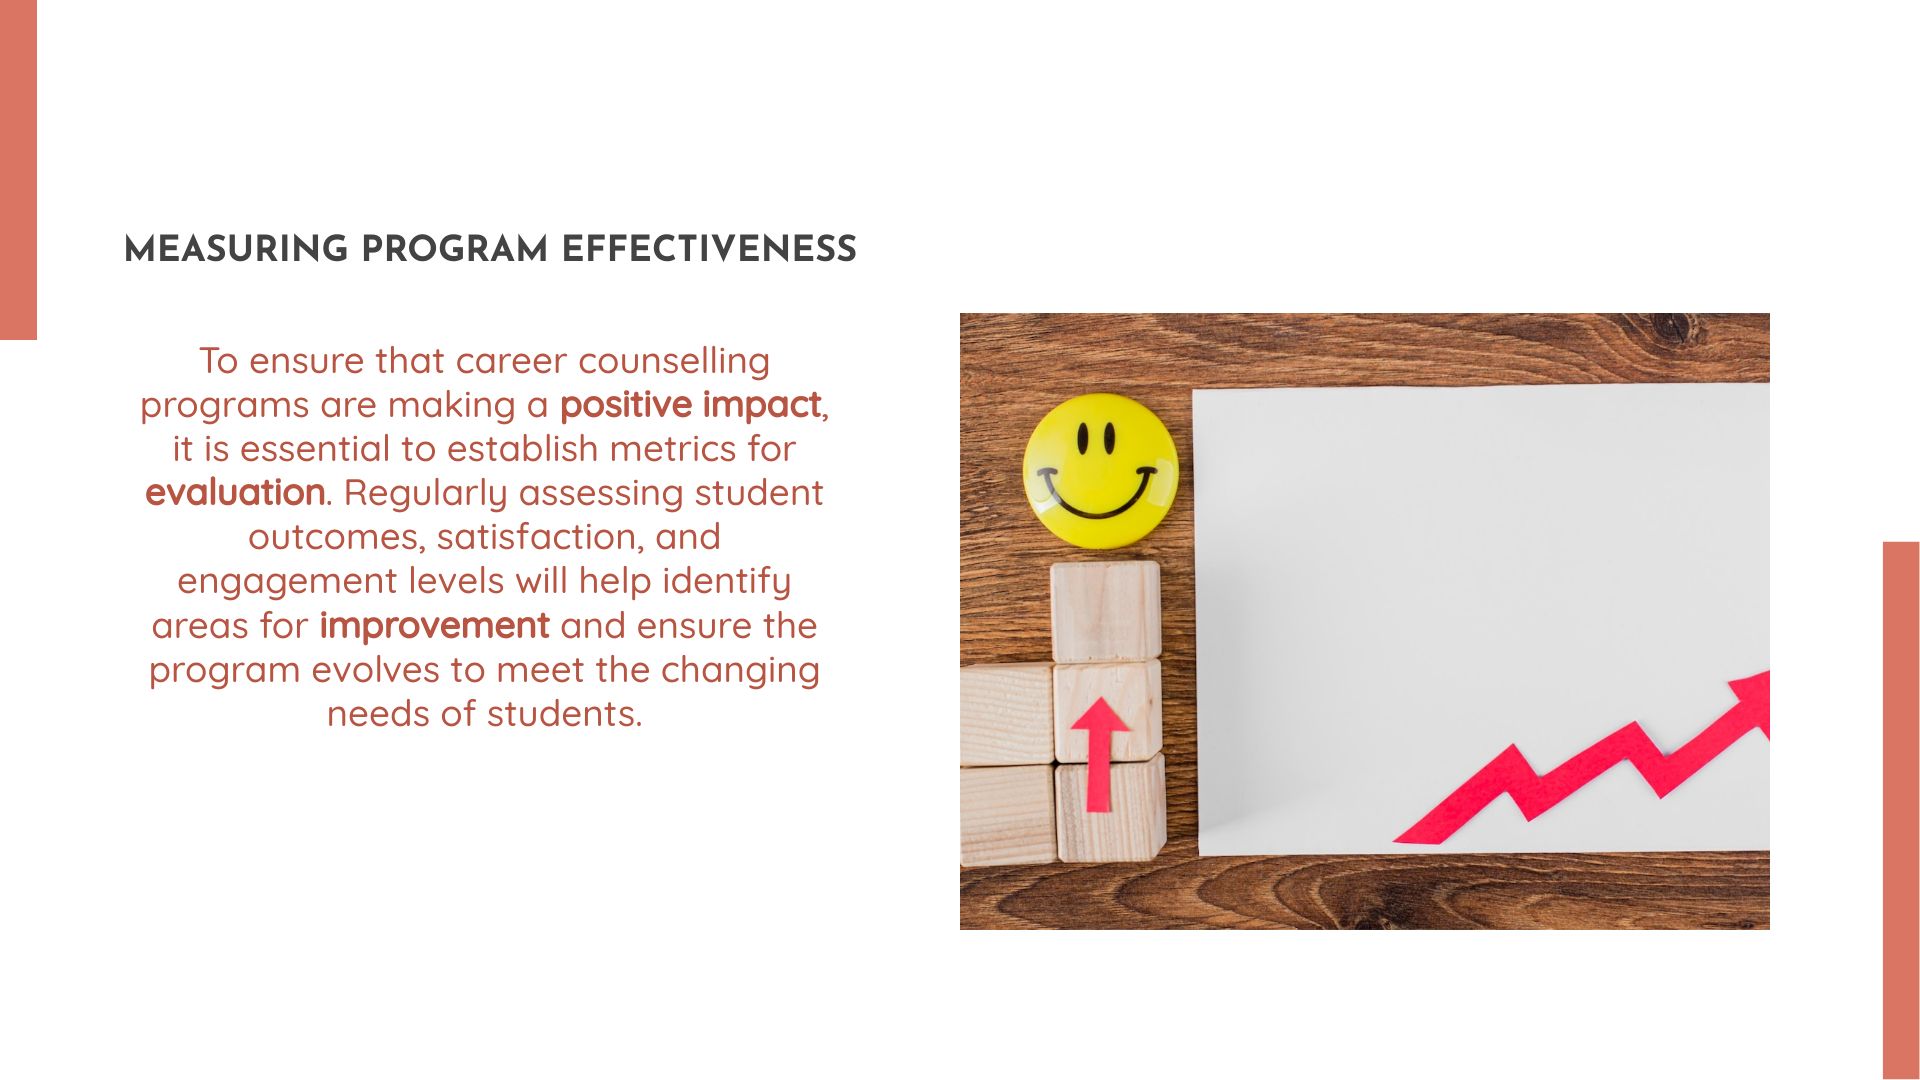 MEASURING PROGRAM EFFECTIVENESS
To ensure that career counselling
programs are making a positive impact,
it is essential to establish metrics for
evaluation. Regularly assessing student
outcomes, satisfaction, and
engagement levels will help identify
areas for improvement and ensure the
program evolves to meet the changing
needs of students.